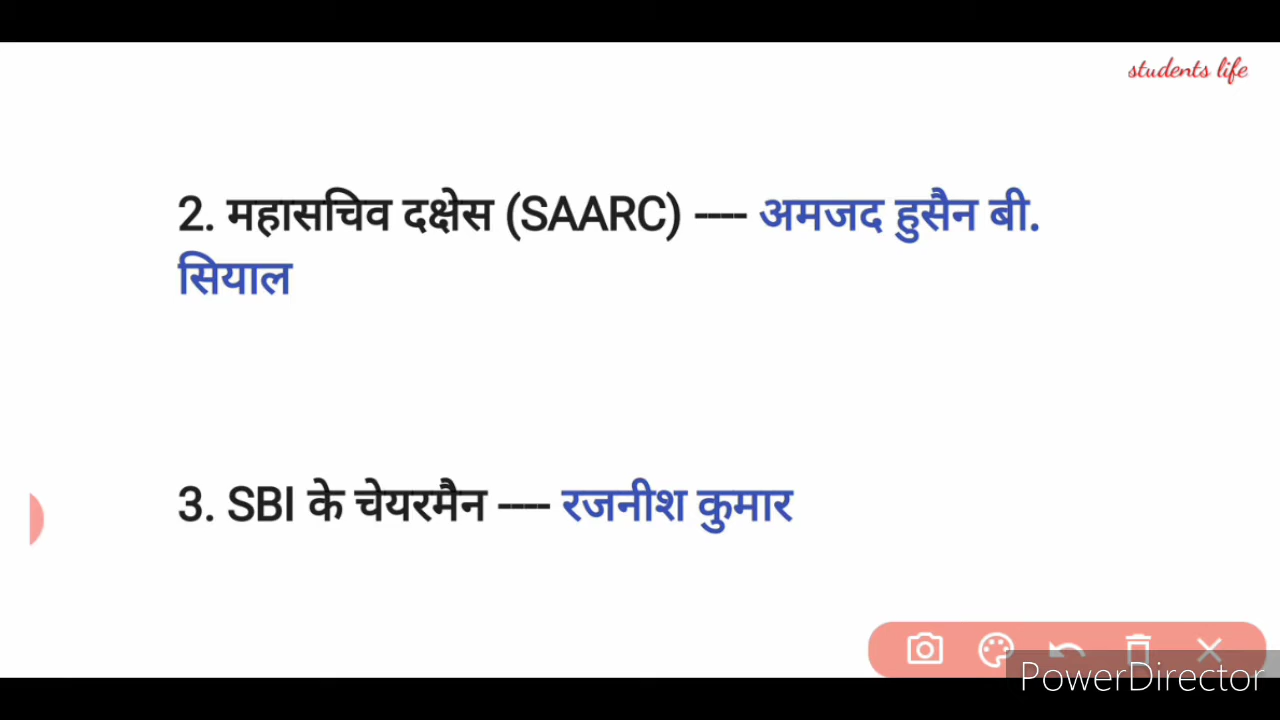 students life
2. महासचिव दक्षेस (SAARC) ---- अमजद हुसैन बी.
सियाल
3. SBI के चेयरमैन ---- रजनीश कुमार
PowerDirector